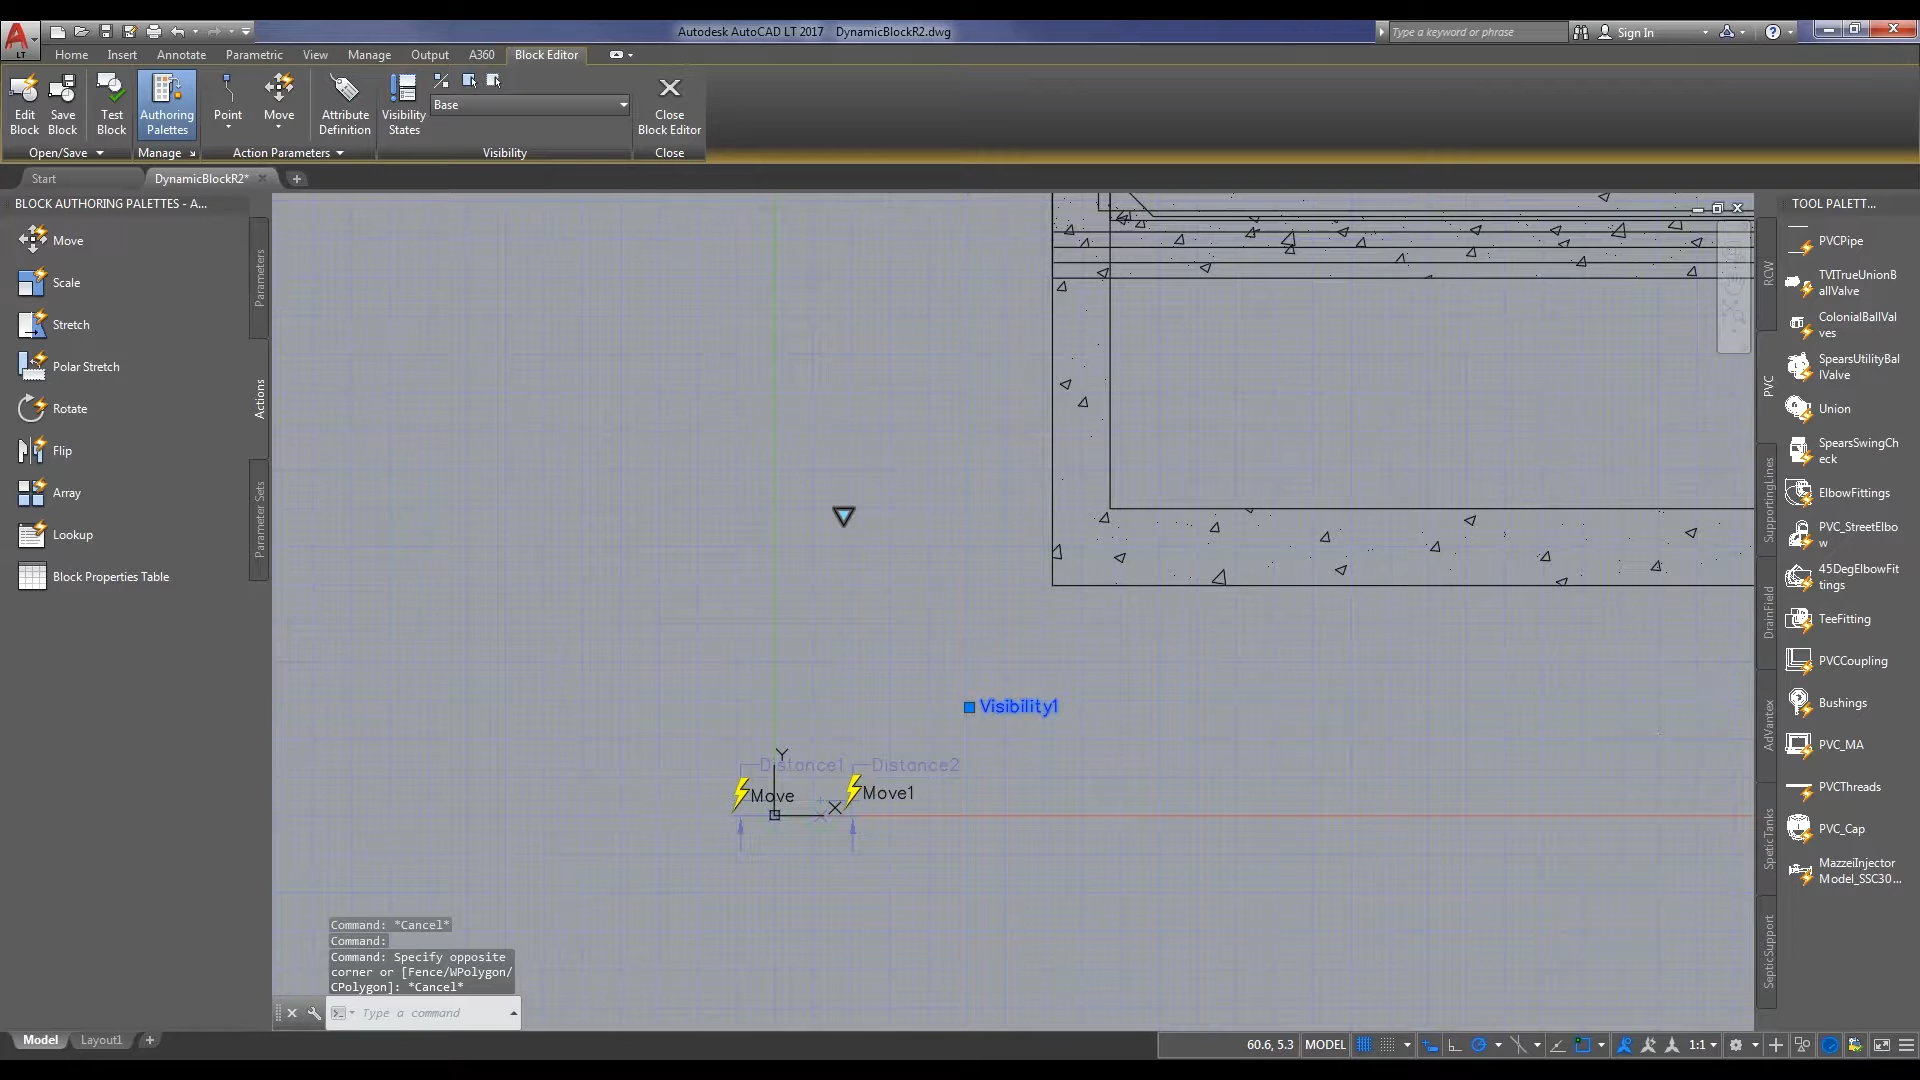 Autodesk AutoCAD LT 2017 DynamicBlockR2.dwg
Type a keyword or phrase
Sign In
LT
Home Insert Annotate Parametric View Manage Output A360 Block Editor
Edit Block
Save Block
Test Block
Authoring Palettes
Point
Move
Attribute Definition
Visibility States
Base
Close Block Editor
Open/Save
Manage
Action Parameters
Visibility
Close
Start
DynamicBlockR2*
BLOCK AUTHORING PALETTES - A...
Move
Scale
Stretch
Polar Stretch
Rotate
Flip
Array
Lookup
Block Properties Table
Parameters
Actions
Parameter Sets
Visibility1
Y
Distance1
Distance2
Move
X
Move1
Command: *Cancel*
Command:
Command: Specify opposite
corner or [Fence/WPolygon/
CPolygon]: *Cancel*
Type a command
TOOL PALETT...
PVCPipe
TVITrueUnionB
allValve
ColonialBallVal
ves
SpearsUtilityBal
lValve
Union
SpearsSwingCh
eck
ElbowFittings
PVC_StreetElbo
w
45DegElbowFit
tings
TeeFitting
PVCCoupling
Bushings
PVC_MA
PVCThreads
PVC_Cap
MazzeiInjector
Model_SSC30...
RCW
PVC
SupportingLines
DrainField
AdVantex
SpeticTanks
SepticSupport
Model
Layout1
60.6, 5.3
MODEL
1:1